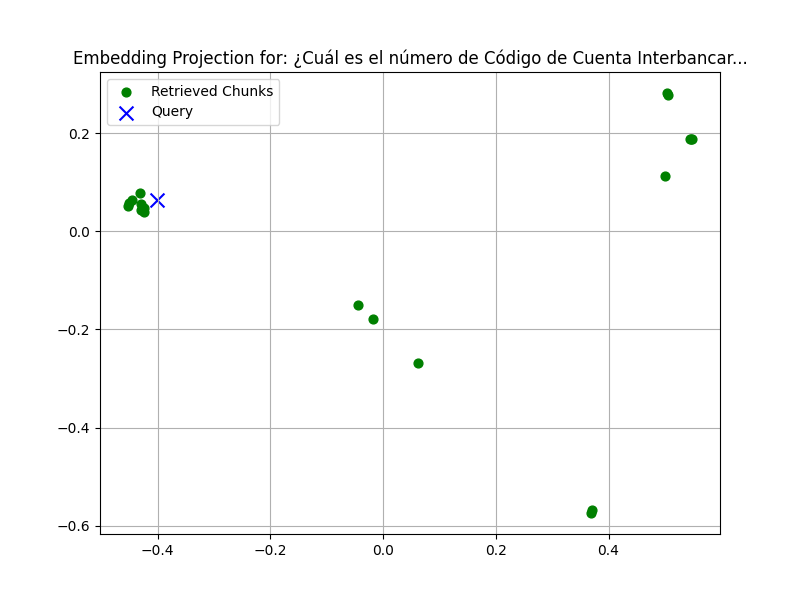 Embedding Projection for: ¿Cuál es el número de Código de Cuenta Interbancar...
Retrieved Chunks
Query
0.2
0.0
−0.2
−0.4
−0.6
−0.4 −0.2 0.0 0.2 0.4